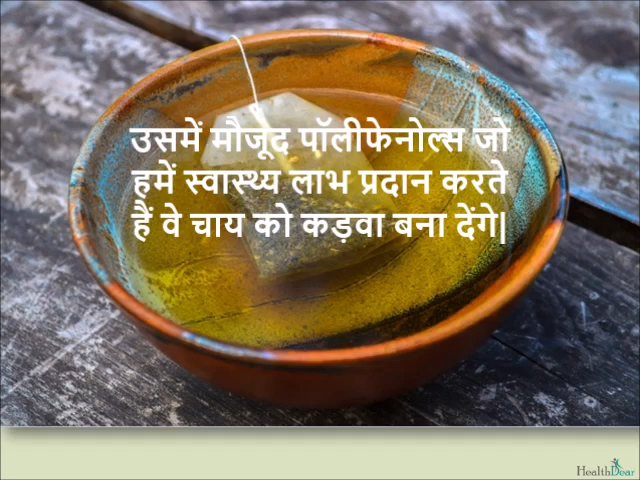 उसमें मौजूद पॉलीफेनोल्स जो
हमें स्वास्थ्य लाभ प्रदान करते
हैं वे चाय को कड़वा बना देंगे|
HealthDear